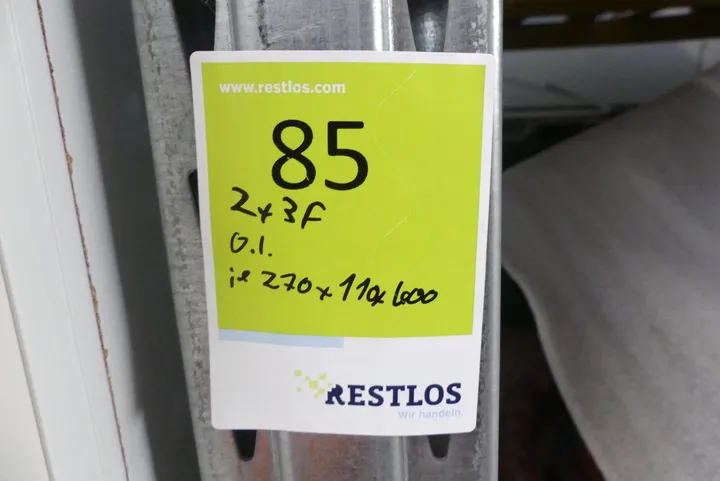 www.restlos.com
85
2x3F
G.I.
je 270x110x600
RESTLOS
Wir handeln.